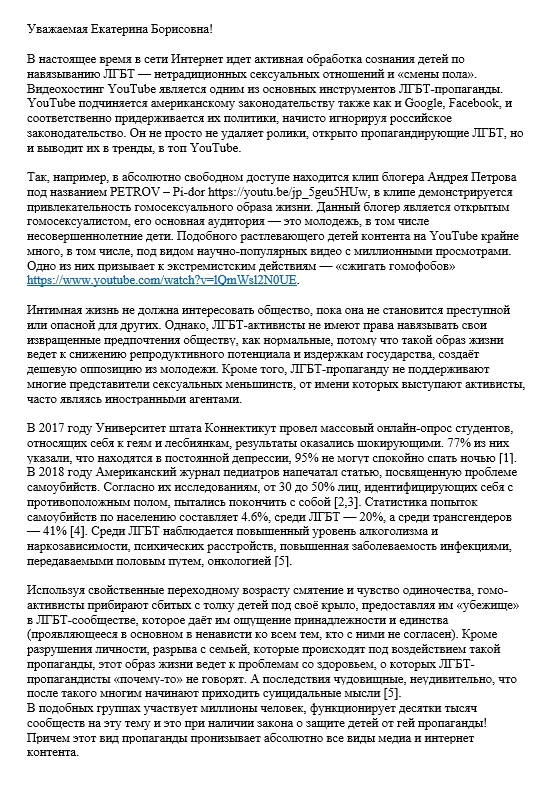 Уважаемая Екатерина Борисовна!
В настоящее время в сети Интернет идет активная обработка сознания детей по
навязыванию ЛГБТ — нетрадиционных сексуальных отношений и «смены пола».
Видеохостинг YouTube является одним из основных инструментов ЛГБТ-пропаганды.
YouTube подчиняется американскому законодательству также как и Google, Facebook, и
соответственно придерживается их политики, начисто игнорируя российское
законодательство. Он не просто не удаляет ролики, открыто пропагандирующие ЛГБТ, но
и выводит их в тренды, в топ YouTube.
Так, например, в абсолютно свободном доступе находится клип блогера Андрея Петрова
под названием PETROV – Pi-dor https://youtu.be/jp_5geu5HUw, в клипе демонстрируется
привлекательность гомосексуального образа жизни. Данный блогер является открытым
гомосексуалистом, его основная аудитория — это молодежь, в том числе
несовершеннолетние дети. Подобного растлевающего детей контента на YouTube крайне
много, в том числе, под видом научно-популярных видео с миллионными просмотрами.
Одно из них призывает к экстремистским действиям — «сжигать гомофобов»
https://www.youtube.com/watch?v=lQmWsl2N0UE.
Интимная жизнь не должна интересовать общество, пока она не становится преступной
или опасной для других. Однако, ЛГБТ-активисты не имеют права навязывать свои
извращенные предпочтения обществу, как нормальные, потому что такой образ жизни
ведет к снижению репродуктивного потенциала и издержкам государства, создаёт
дешевую оппозицию из молодежи. Кроме того, ЛГБТ-пропаганду не поддерживают
многие представители сексуальных меньшинств, от имени которых выступают активисты,
часто являясь иностранными агентами.
В 2017 году Университет штата Коннектикут провел массовый онлайн-опрос студентов,
относящих себя к геям и лесбиянкам, результаты оказались шокирующими. 77% из них
указали, что находятся в постоянной депрессии, 95% не могут спокойно спать ночью [1].
В 2018 году Американский журнал педиатров напечатал статью, посвященную проблеме
самоубийств. Согласно их исследованиям, от 30 до 50% лиц, идентифицирующих себя с
противоположным полом, пытались покончить с собой [2,3]. Статистика попыток
самоубийств по населению составляет 4.6%, среди ЛГБТ — 20%, а среди трансгендеров
— 41% [4]. Среди ЛГБТ наблюдается повышенный уровень алкоголизма и
наркозависимости, психических расстройств, повышенная заболеваемость инфекциями,
передаваемыми половым путем, онкологией [5].
Используя свойственные переходному возрасту смятение и чувство одиночества, гомо-
активисты прибирают сбитых с толку детей под своё крыло, предоставляя им «убежище»
в ЛГБТ-сообществе, которое даёт им ощущение принадлежности и единства
(проявляющееся в основном в ненависти ко всем тем, кто с ними не согласен). Кроме
разрушения личности, разрыва с семьей, которые происходят под воздействием такой
пропаганды, этот образ жизни ведет к проблемам со здоровьем, о которых ЛГБТ-
пропагандисты «почему-то» не говорят. А последствия чудовищные, неудивительно, что
после такого многим начинают приходить суицидальные мысли [5].
В подобных группах участвует миллионы человек, функционирует десятки тысяч
сообществ на эту тему и это при наличии закона о защите детей от гей пропаганды!
Причем этот вид пропаганды пронизывает абсолютно все виды медиа и интернет
контента.